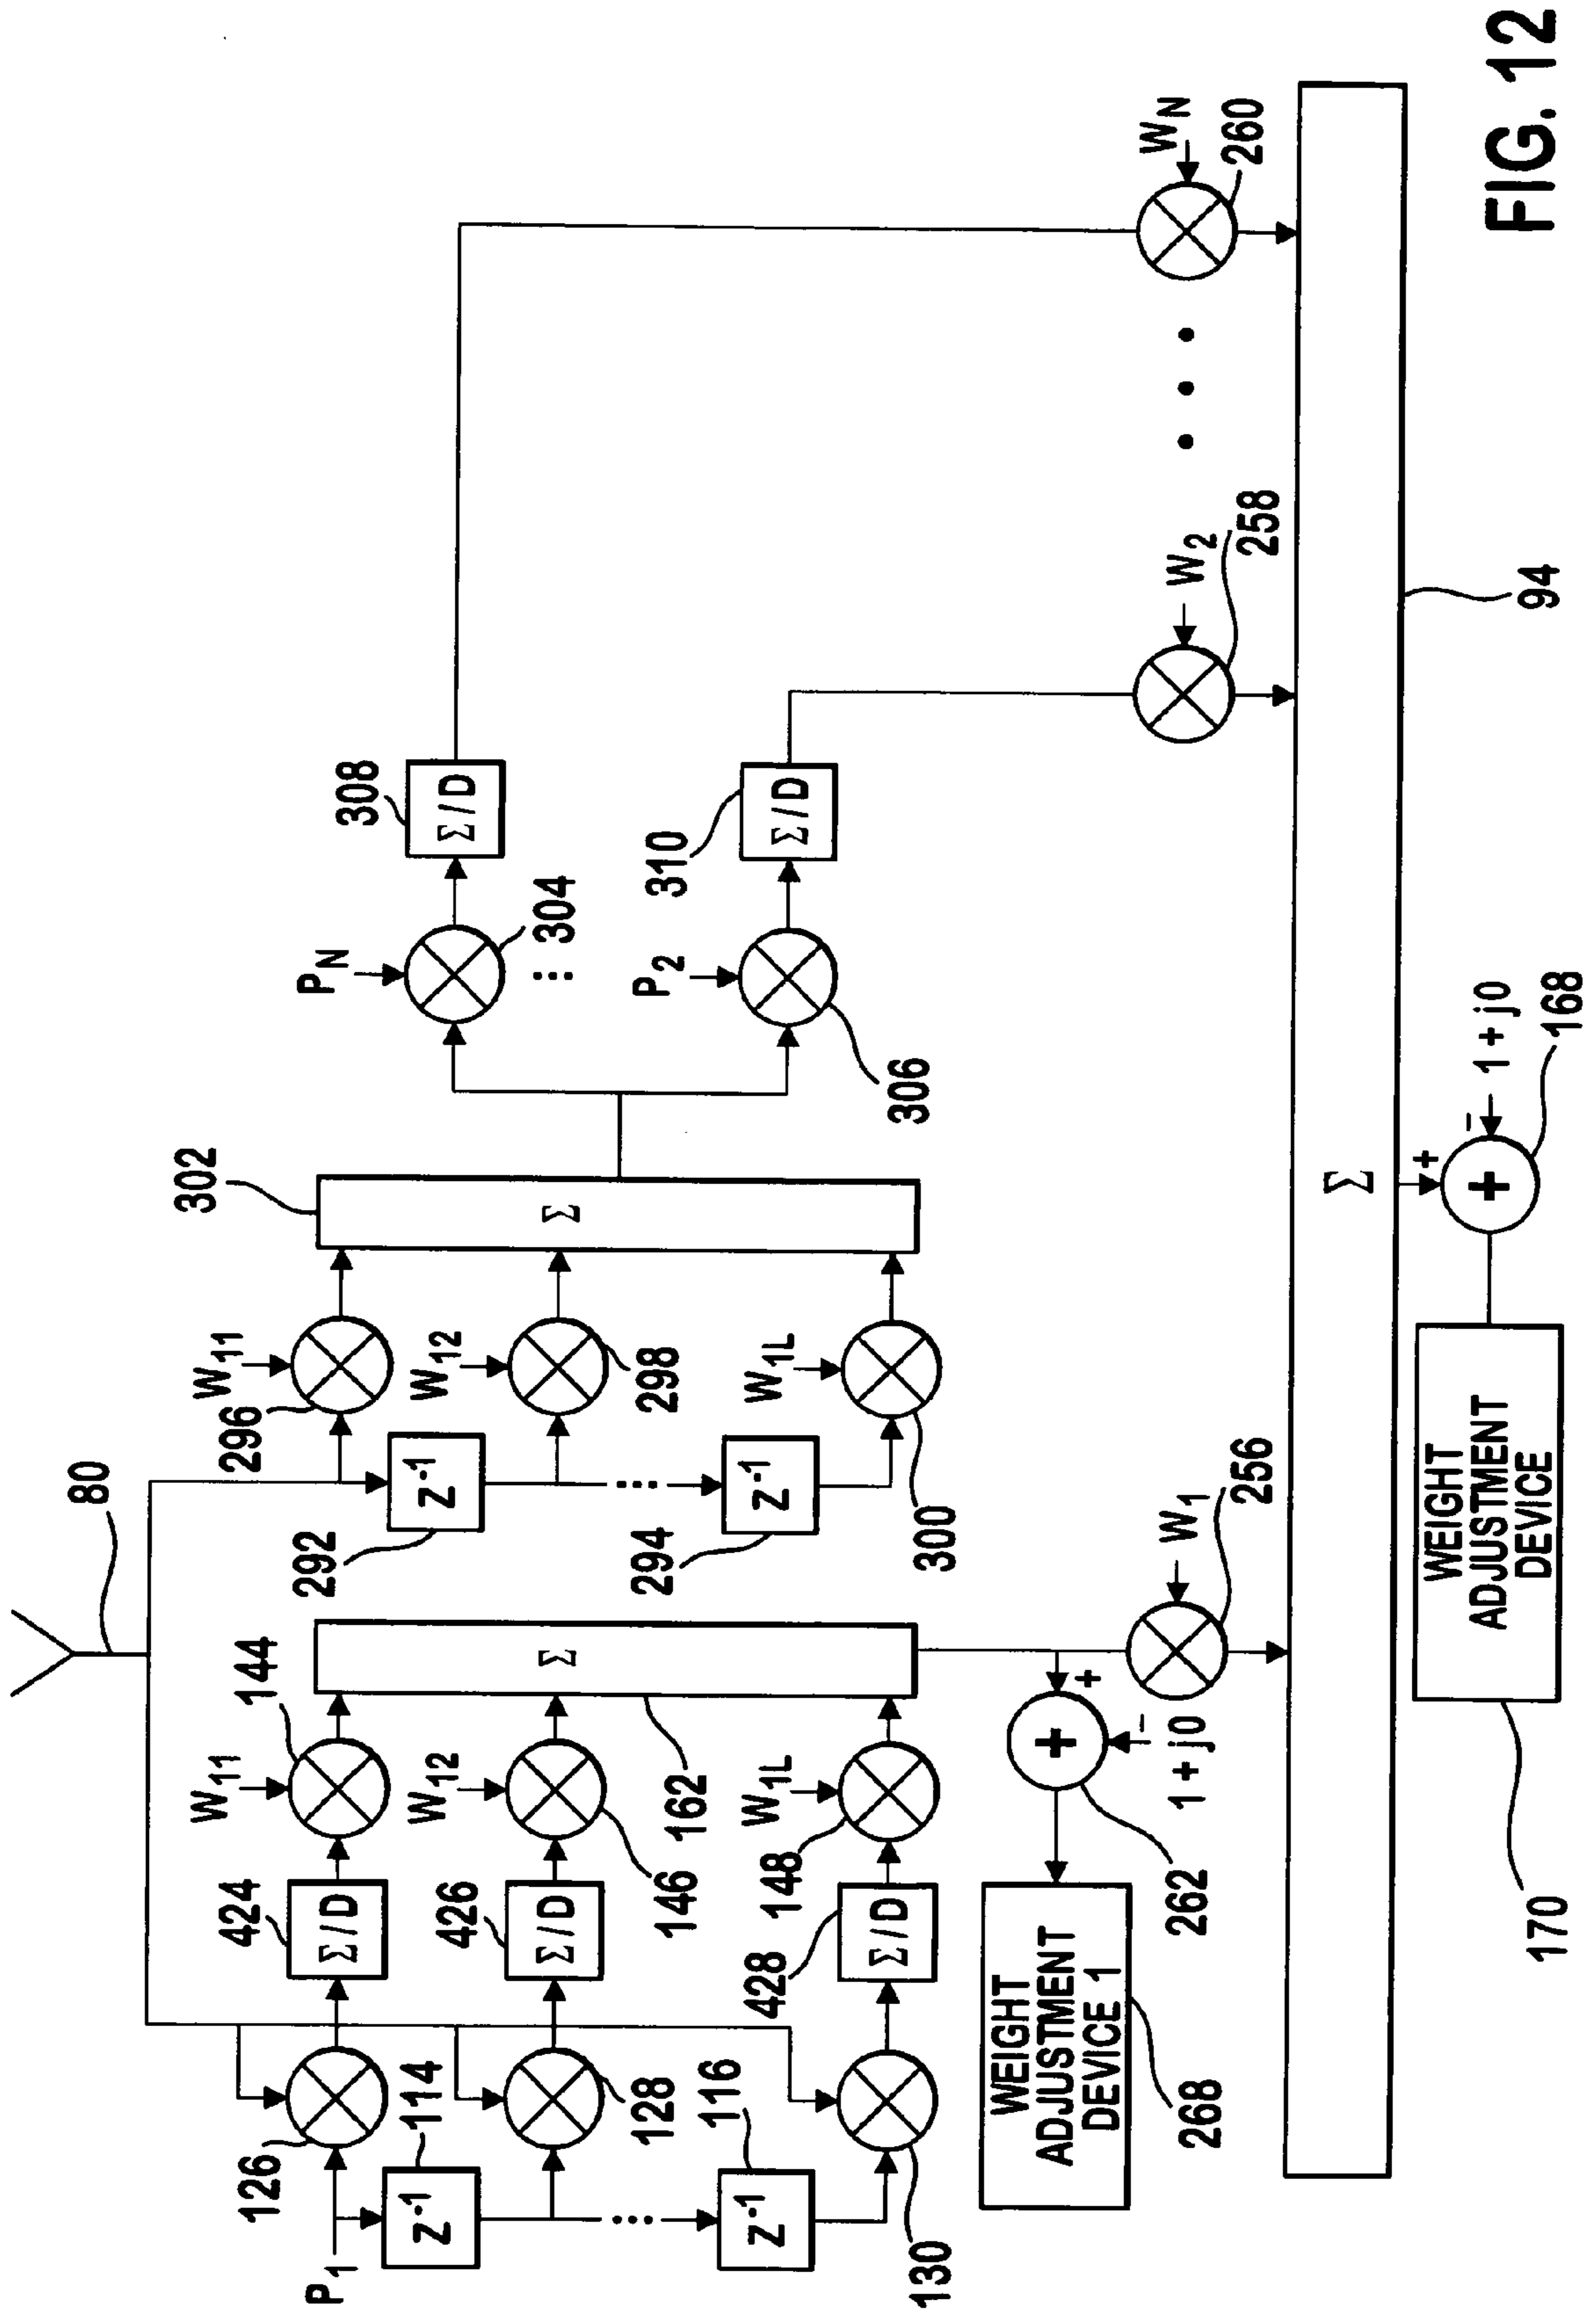 80
P1
126
Z-1
114
128
Z-1
116
130
424
Σ/D
426
Σ/D
428
Σ/D
W11
144
W12
146
W1L
148
Σ
162
292
Z-1
294
Z-1
W11
296
W12
298
W1L
300
302
Σ
PN
304
...
P2
306
308
Σ/D
310
Σ/D
WEIGHT
ADJUSTMENT
DEVICE 1
268
+
+
−
1 + j0
262
W1
256
W2
258
WN
260
Σ
94
+
+
−
1 + j0
168
WEIGHT
ADJUSTMENT
DEVICE
170
FIG. 12